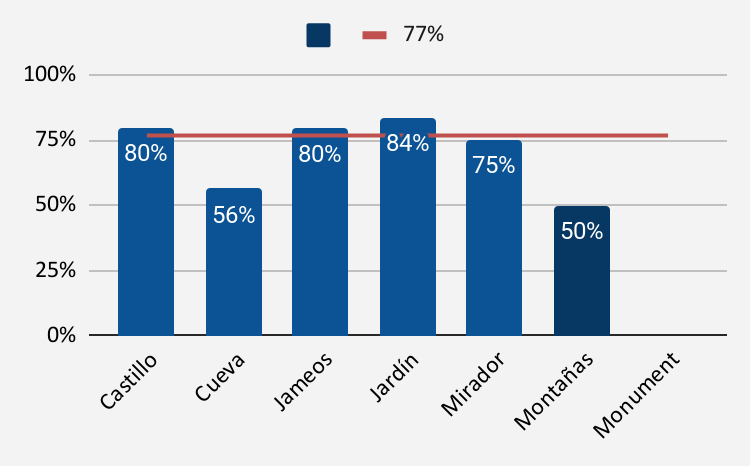 77%
100%
75%
50%
25%
0%
80%
56%
80%
84%
75%
50%
Castillo
Cueva
Jameos
Jardín
Mirador
Montañas
Monument